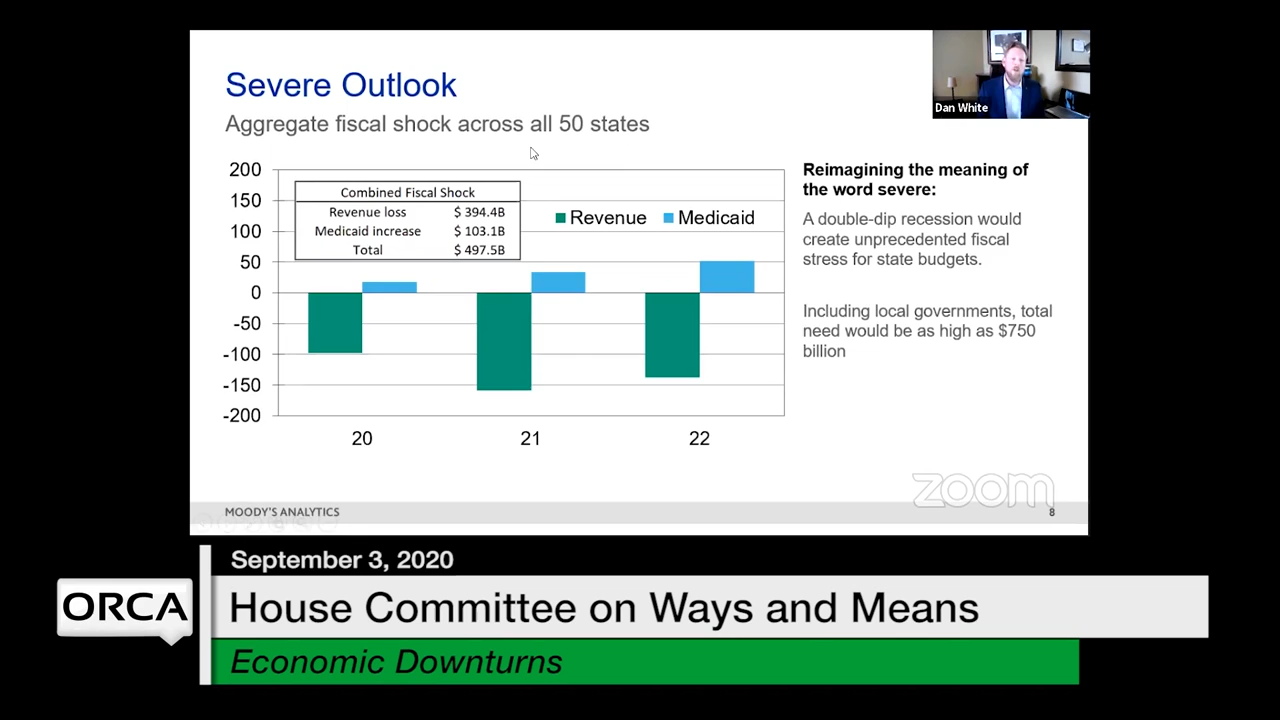 Severe Outlook
Aggregate fiscal shock across all 50 states
Dan White
200
150
100
50
0
-50
-100
-150
-200
Combined Fiscal Shock
Revenue loss $ 394.4B
Medicaid increase $ 103.1B
Total $ 497.5B
Revenue Medicaid
20 21 22
Reimagining the meaning of
the word severe:
A double-dip recession would
create unprecedented fiscal
stress for state budgets.
Including local governments, total
need would be as high as $750
billion
zoom
MOODY'S ANALYTICS 8
September 3, 2020
ORCA
House Committee on Ways and Means
Economic Downturns